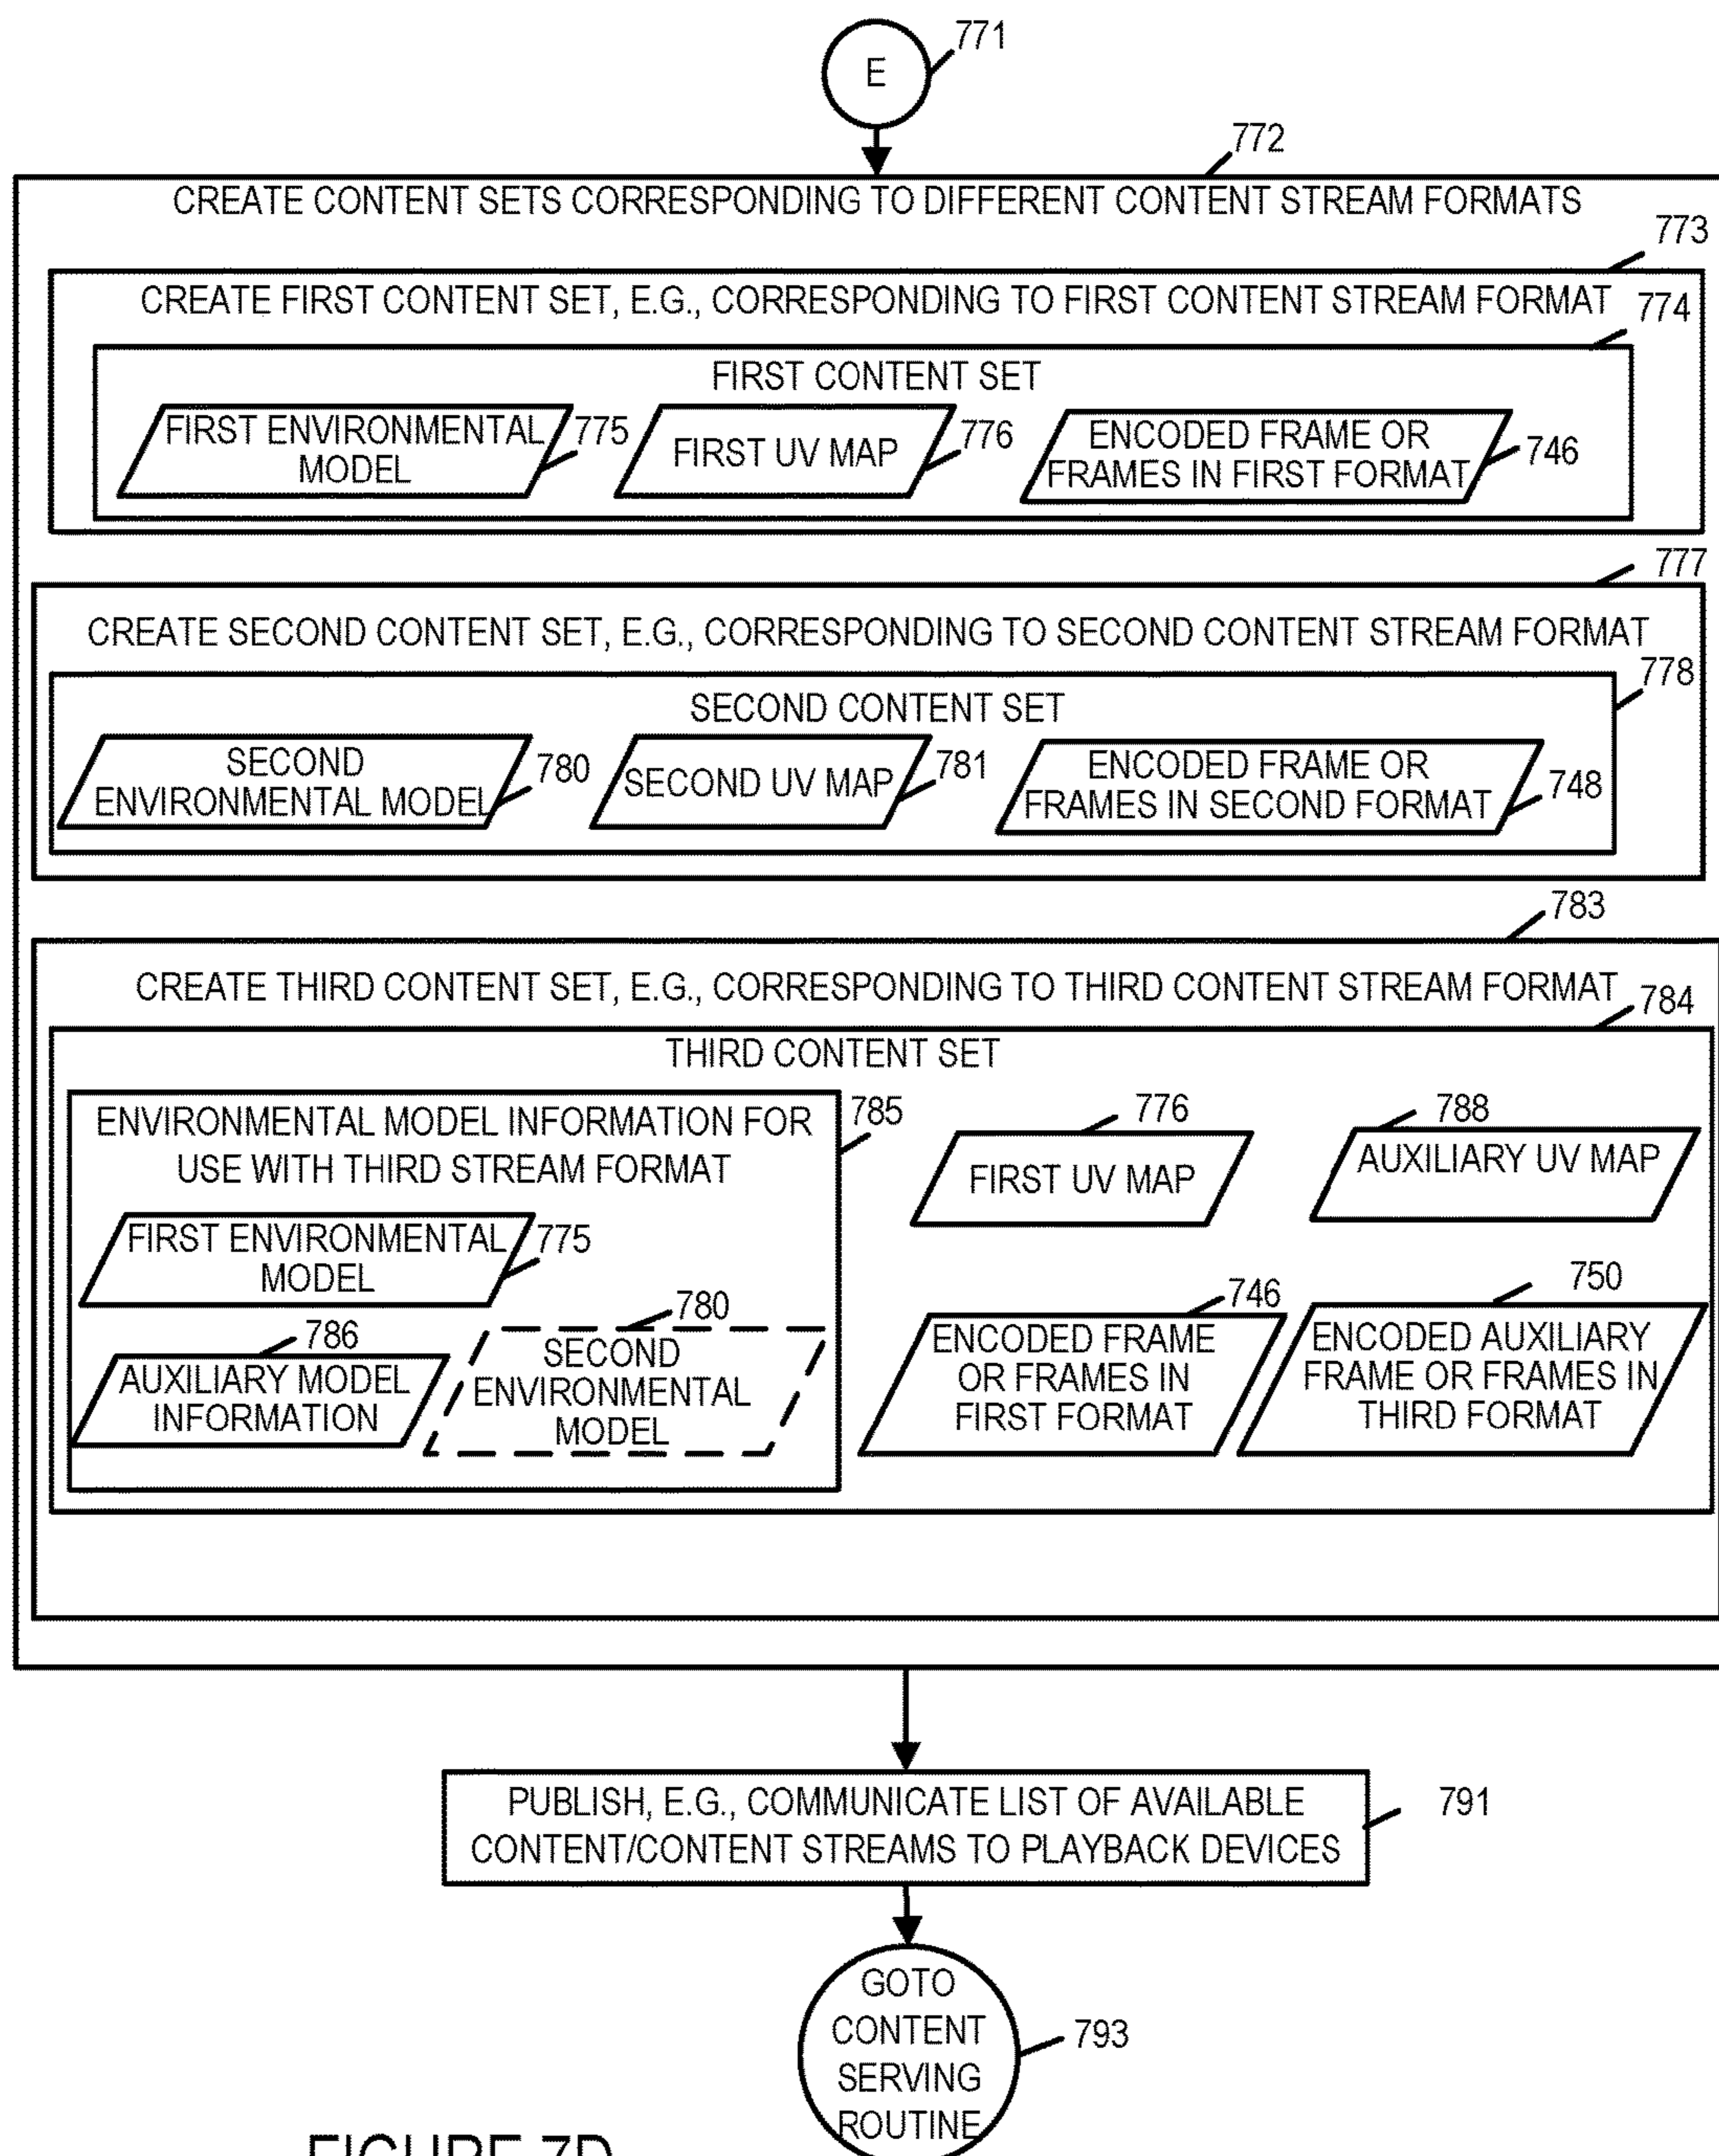 771
E
772
CREATE CONTENT SETS CORRESPONDING TO DIFFERENT CONTENT STREAM FORMATS
773
CREATE FIRST CONTENT SET, E.G., CORRESPONDING TO FIRST CONTENT STREAM FORMAT
774
FIRST CONTENT SET
FIRST ENVIRONMENTAL
MODEL
775
FIRST UV MAP
776
ENCODED FRAME OR
FRAMES IN FIRST FORMAT
746
777
CREATE SECOND CONTENT SET, E.G., CORRESPONDING TO SECOND CONTENT STREAM FORMAT
778
SECOND CONTENT SET
SECOND
ENVIRONMENTAL MODEL
780
SECOND UV MAP
781
ENCODED FRAME OR
FRAMES IN SECOND FORMAT
748
783
CREATE THIRD CONTENT SET, E.G., CORRESPONDING TO THIRD CONTENT STREAM FORMAT
784
THIRD CONTENT SET
ENVIRONMENTAL MODEL INFORMATION FOR
USE WITH THIRD STREAM FORMAT
785
FIRST ENVIRONMENTAL
MODEL
775
786
AUXILIARY MODEL
INFORMATION
780
SECOND
ENVIRONMENTAL
MODEL
776
FIRST UV MAP
788
AUXILIARY UV MAP
746
ENCODED FRAME
OR FRAMES IN
FIRST FORMAT
750
ENCODED AUXILIARY
FRAME OR FRAMES IN
THIRD FORMAT
PUBLISH, E.G., COMMUNICATE LIST OF AVAILABLE
CONTENT/CONTENT STREAMS TO PLAYBACK DEVICES
791
GOTO
CONTENT
SERVING
ROUTINE
793
FIGURE 7D